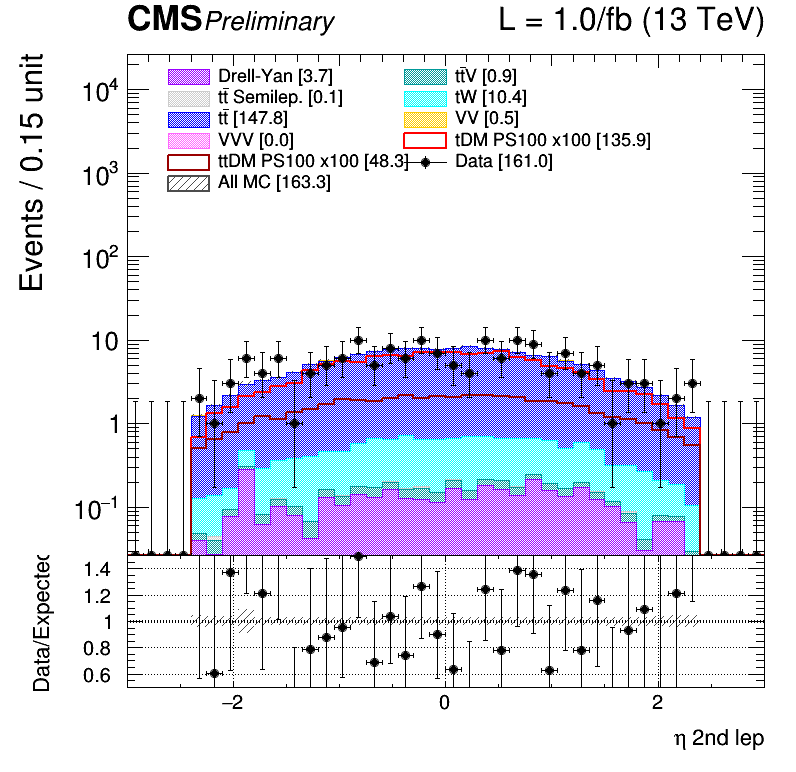 CMS Preliminary L = 1.0/fb (13 TeV)
Events / 0.15 unit
Drell-Yan [3.7]
tt̄ Semilep. [0.1]
tt̄ [147.8]
VVV [0.0]
ttDM PS100 x100 [48.3]
All MC [163.3]
tt̄V [0.9]
tW [10.4]
VV [0.5]
tDM PS100 x100 [135.9]
Data [161.0]
10⁴
10³
10²
10
1
10⁻¹
Data/Expected
1.4
1.2
1
0.8
0.6
−2 0 2
η 2nd lep